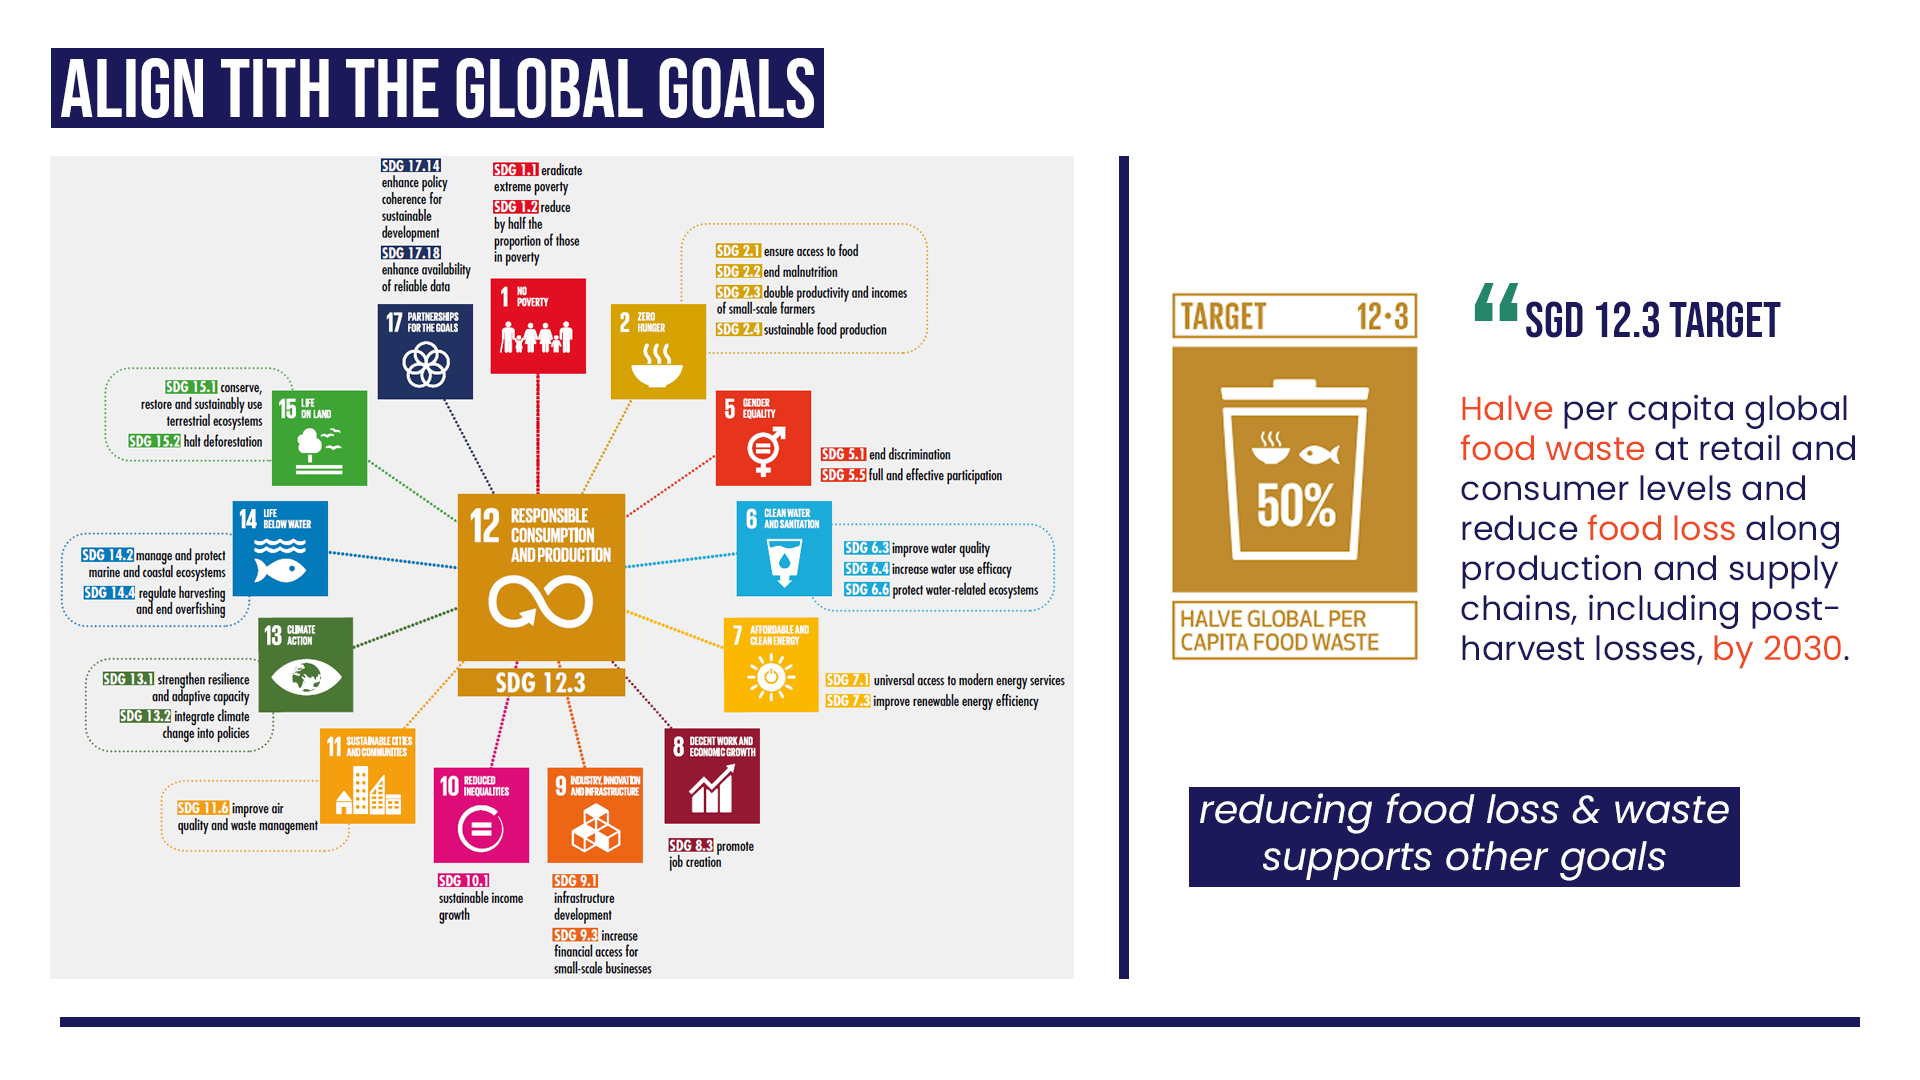 ALIGN TITH THE GLOBAL GOALS
SDG 17.14
enhance policy
coherence for
sustainable
development
SDG 17.18
enhance availability
of reliable data
SDG 1.1 eradicate
extreme poverty
SDG 1.2 reduce
by half the
proportion of those
in poverty
SDG 2.1 ensure access to food
SDG 2.2 end malnutrition
SDG 2.3 double productivity and incomes
of small-scale farmers
SDG 2.4 sustainable food production
17 PARTNERSHIPS
FOR THE GOALS
1 NO
POVERTY
2 ZERO
HUNGER
SDG 15.1 conserve,
restore and sustainably use
terrestrial ecosystems
SDG 15.2 halt deforestation
15 LIFE
ON LAND
5 GENDER
EQUALITY
SDG 5.1 end discrimination
SDG 5.5 full and effective participation
14 LIFE
BELOW WATER
SDG 14.2 manage and protect
marine and coastal ecosystems
SDG 14.4 regulate harvesting
and end overfishing
12 RESPONSIBLE
CONSUMPTION
AND PRODUCTION
SDG 12.3
6 CLEAN WATER
AND SANITATION
SDG 6.3 improve water quality
SDG 6.4 increase water use efficacy
SDG 6.6 protect water-related ecosystems
13 CLIMATE
ACTION
SDG 13.1 strengthen resilience
and adaptive capacity
SDG 13.2 integrate climate
change into policies
7 AFFORDABLE AND
CLEAN ENERGY
SDG 7.1 universal access to modern energy services
SDG 7.3 improve renewable energy efficiency
11 SUSTAINABLE CITIES
AND COMMUNITIES
SDG 11.6 improve air
quality and waste management
10 REDUCED
INEQUALITIES
SDG 10.1
sustainable income
growth
9 INDUSTRY, INNOVATION
AND INFRASTRUCTURE
SDG 9.1
infrastructure
development
SDG 9.3 increase
financial access for
small-scale businesses
8 DECENT WORK AND
ECONOMIC GROWTH
SDG 8.3 promote
job creation
TARGET 12·3
50%
HALVE GLOBAL PER
CAPITA FOOD WASTE
“SGD 12.3 TARGET
Halve per capita global
food waste at retail and
consumer levels and
reduce food loss along
production and supply
chains, including post-
harvest losses, by 2030.
reducing food loss & waste
supports other goals